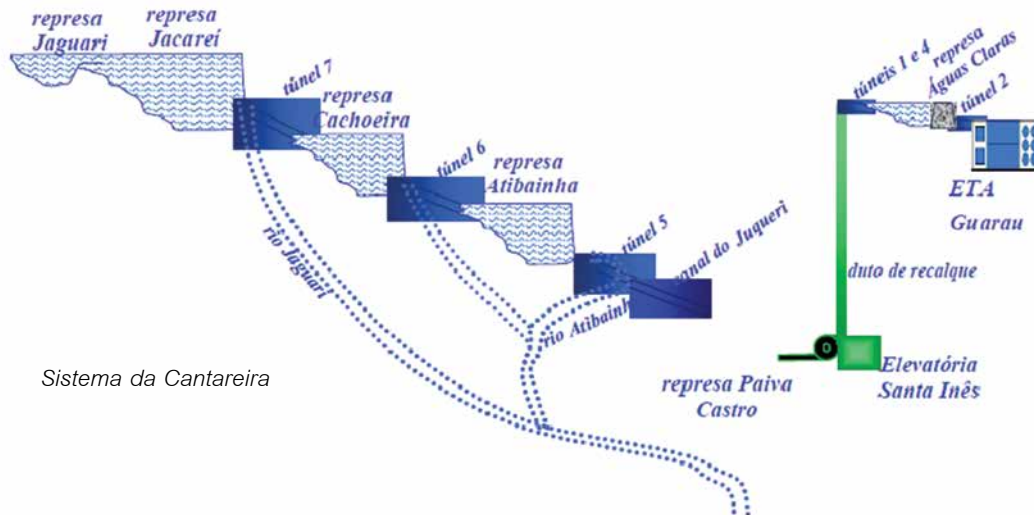 represa
Jaguari
represa
Jacareí
túnel 7
represa
Cachoeira
túnel 6
represa
Atibainha
túnel 5
canal do Juqueri
rio Jaguari
rio Atibainh
Sistema da Cantareira
túneis 1 e 4
represa
Águas Claras
túnel 2
ETA
Guarau
duto de recalque
represa Paiva
Castro
Elevatória
Santa Inês